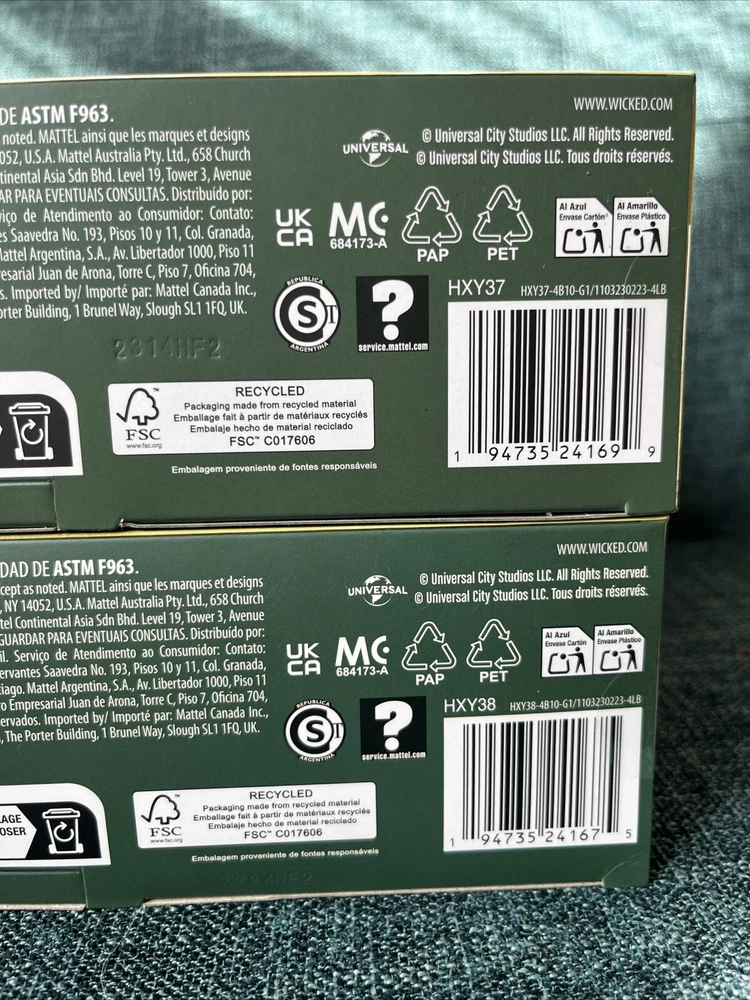 DE ASTM F963.
noted. MATTEL ainsi que les marques et designs
052, U.S.A. Mattel Australia Pty. Ltd., 658 Church
tinental Asia Sdn Bhd. Level 19, Tower 3, Avenue
AR PARA EVENTUAIS CONSULTAS. Distribuído por:
viço de Atendimento ao Consumidor: Contato:
es Saavedra No. 193, Pisos 10 y 11, Col. Granada,
Mattel Argentina, S.A., Av. Libertador 1000, Piso 11
resarial Juan de Arona, Torre C, Piso 7, Oficina 704,
s. Imported by/ Importé par: Mattel Canada Inc.,
orter Building, 1 Brunel Way, Slough SL1 1FQ, UK.
2314HF2
WWW.WICKED.COM
UNIVERSAL
© Universal City Studios LLC. All Rights Reserved.
© Universal City Studios LLC. Tous droits réservés.
UK
CA
MC
684173-A
PAP
PET
Al Azul
Envase Cartón
Al Amarillo
Envase Plástico
REPUBLICA
S
ARGENTINA
?
service.mattel.com
HXY37
HXY37-4B10-G1/1103230223-4LB
1 94735 24169 9
FSC™
www.fsc.org
RECYCLED
Packaging made from recycled material
Emballage fait à partir de matériaux recyclés
Embalaje hecho de material reciclado
FSC™ C017606
Embalagem proveniente de fontes responsáveis
DAD DE ASTM F963.
cept as noted. MATTEL ainsi que les marques et designs
, NY 14052, U.S.A. Mattel Australia Pty. Ltd., 658 Church
tel Continental Asia Sdn Bhd. Level 19, Tower 3, Avenue
GUARDAR PARA EVENTUAIS CONSULTAS. Distribuído por:
il. Serviço de Atendimento ao Consumidor: Contato:
ervantes Saavedra No. 193, Pisos 10 y 11, Col. Granada,
tiago. Mattel Argentina, S.A., Av. Libertador 1000, Piso 11
ro Empresarial Juan de Arona, Torre C, Piso 7, Oficina 704,
ervados. Imported by/ Importé par: Mattel Canada Inc.,
, The Porter Building, 1 Brunel Way, Slough SL1 1FQ, UK.
WWW.WICKED.COM
UNIVERSAL
© Universal City Studios LLC. All Rights Reserved.
© Universal City Studios LLC. Tous droits réservés.
UK
CA
MC
684173-A
PAP
PET
Al Azul
Envase Cartón
Al Amarillo
Envase Plástico
REPUBLICA
S
ARGENTINA
?
service.mattel.com
HXY38
HXY38-4B10-G1/1103230223-4LB
1 94735 24167 5
LAGE
OSER
FSC™
www.fsc.org
RECYCLED
Packaging made from recycled material
Emballage fait à partir de matériaux recyclés
Embalaje hecho de material reciclado
FSC™ C017606
Embalagem proveniente de fontes responsáveis